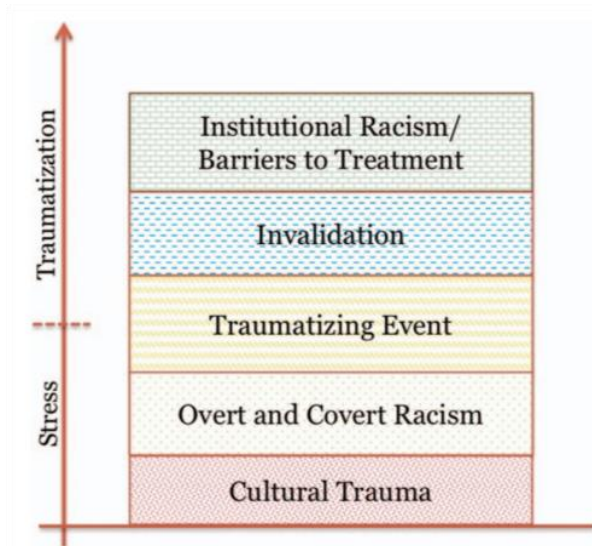 Traumatization
Stress
Institutional Racism/
Barriers to Treatment
Invalidation
Traumatizing Event
Overt and Covert Racism
Cultural Trauma